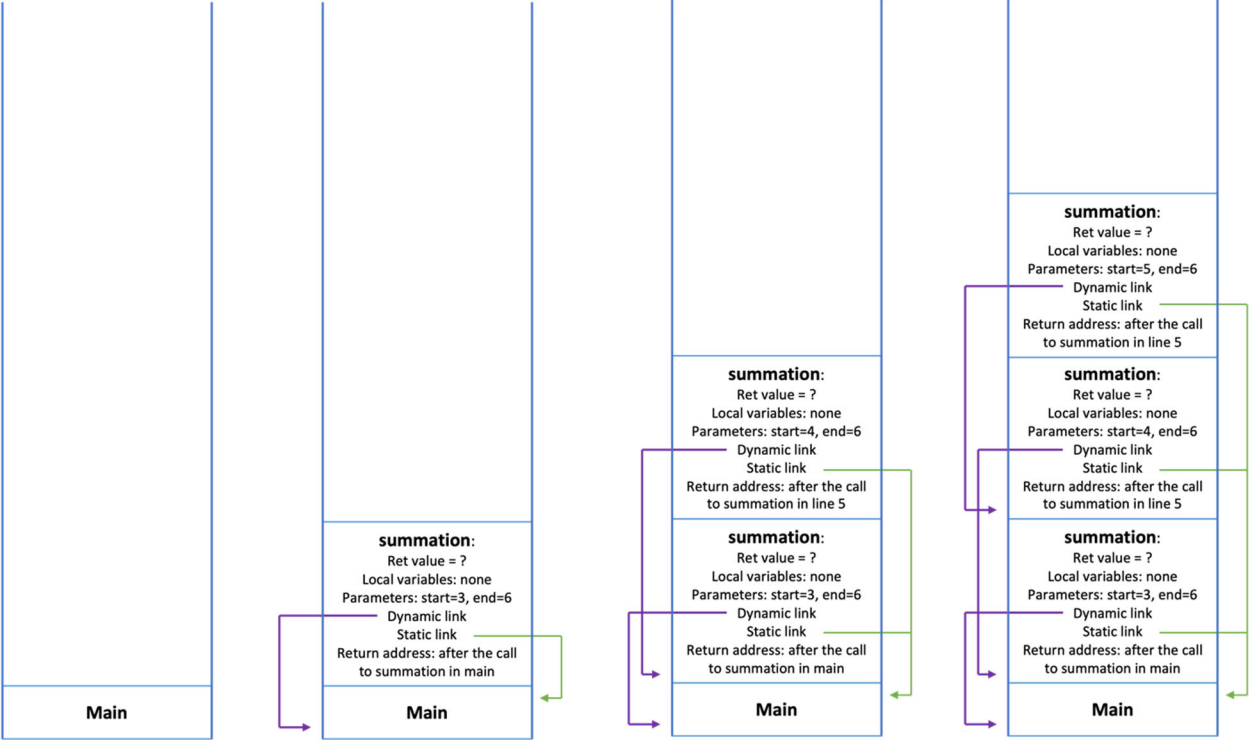 Main
summation:
Ret value = ?
Local variables: none
Parameters: start=3, end=6
Dynamic link
Static link
Return address: after the call
to summation in main
Main
summation:
Ret value = ?
Local variables: none
Parameters: start=4, end=6
Dynamic link
Static link
Return address: after the call
to summation in line 5
summation:
Ret value = ?
Local variables: none
Parameters: start=3, end=6
Dynamic link
Static link
Return address: after the call
to summation in main
Main
summation:
Ret value = ?
Local variables: none
Parameters: start=5, end=6
Dynamic link
Static link
Return address: after the call
to summation in line 5
summation:
Ret value = ?
Local variables: none
Parameters: start=4, end=6
Dynamic link
Static link
Return address: after the call
to summation in line 5
summation:
Ret value = ?
Local variables: none
Parameters: start=3, end=6
Dynamic link
Static link
Return address: after the call
to summation in main
Main